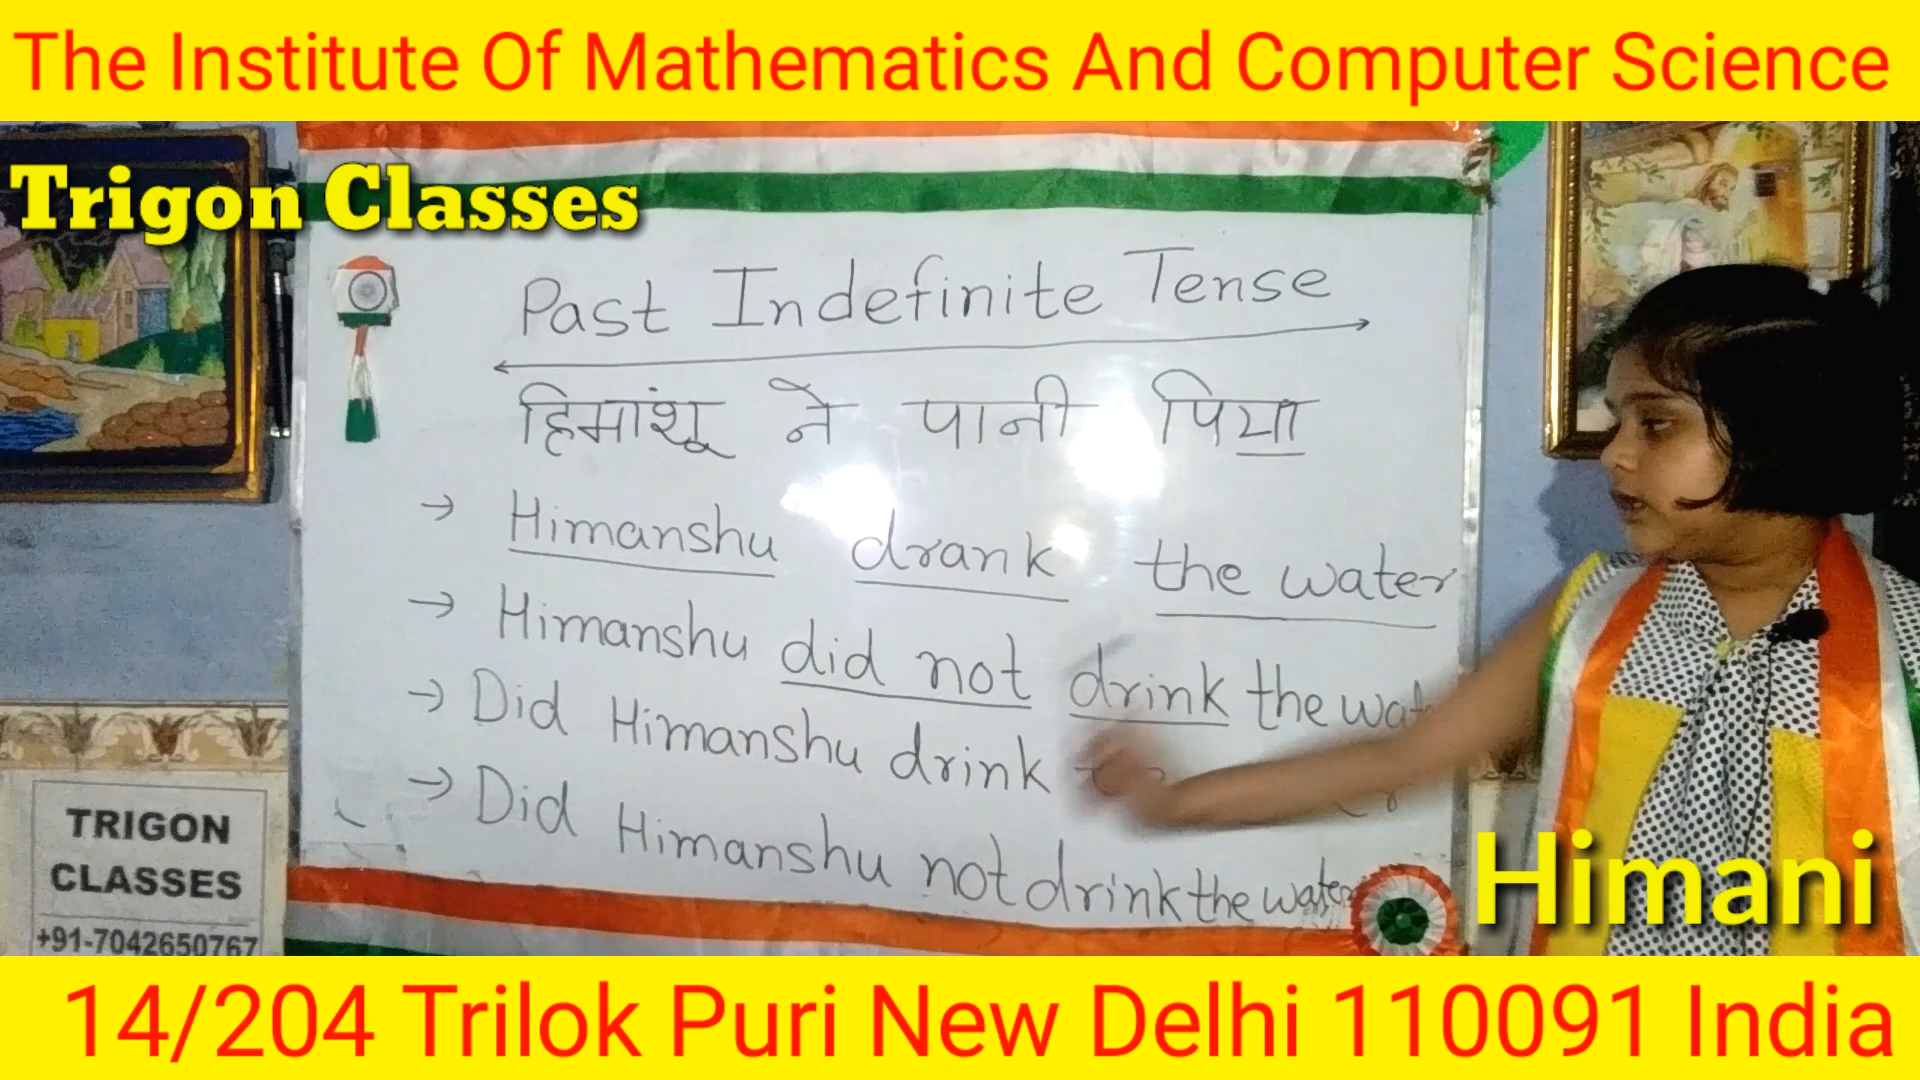 The Institute Of Mathematics And Computer Science
Trigon Classes
Past Indefinite Tense
हिमांशू ने पानी पिया
→ Himanshu drank the water
→ Himanshu did not drink the wat
→ Did Himanshu drink
→ Did Himanshu not drink the water
TRIGON
CLASSES
+91-7042650767
Himani
14/204 Trilok Puri New Delhi 110091 India